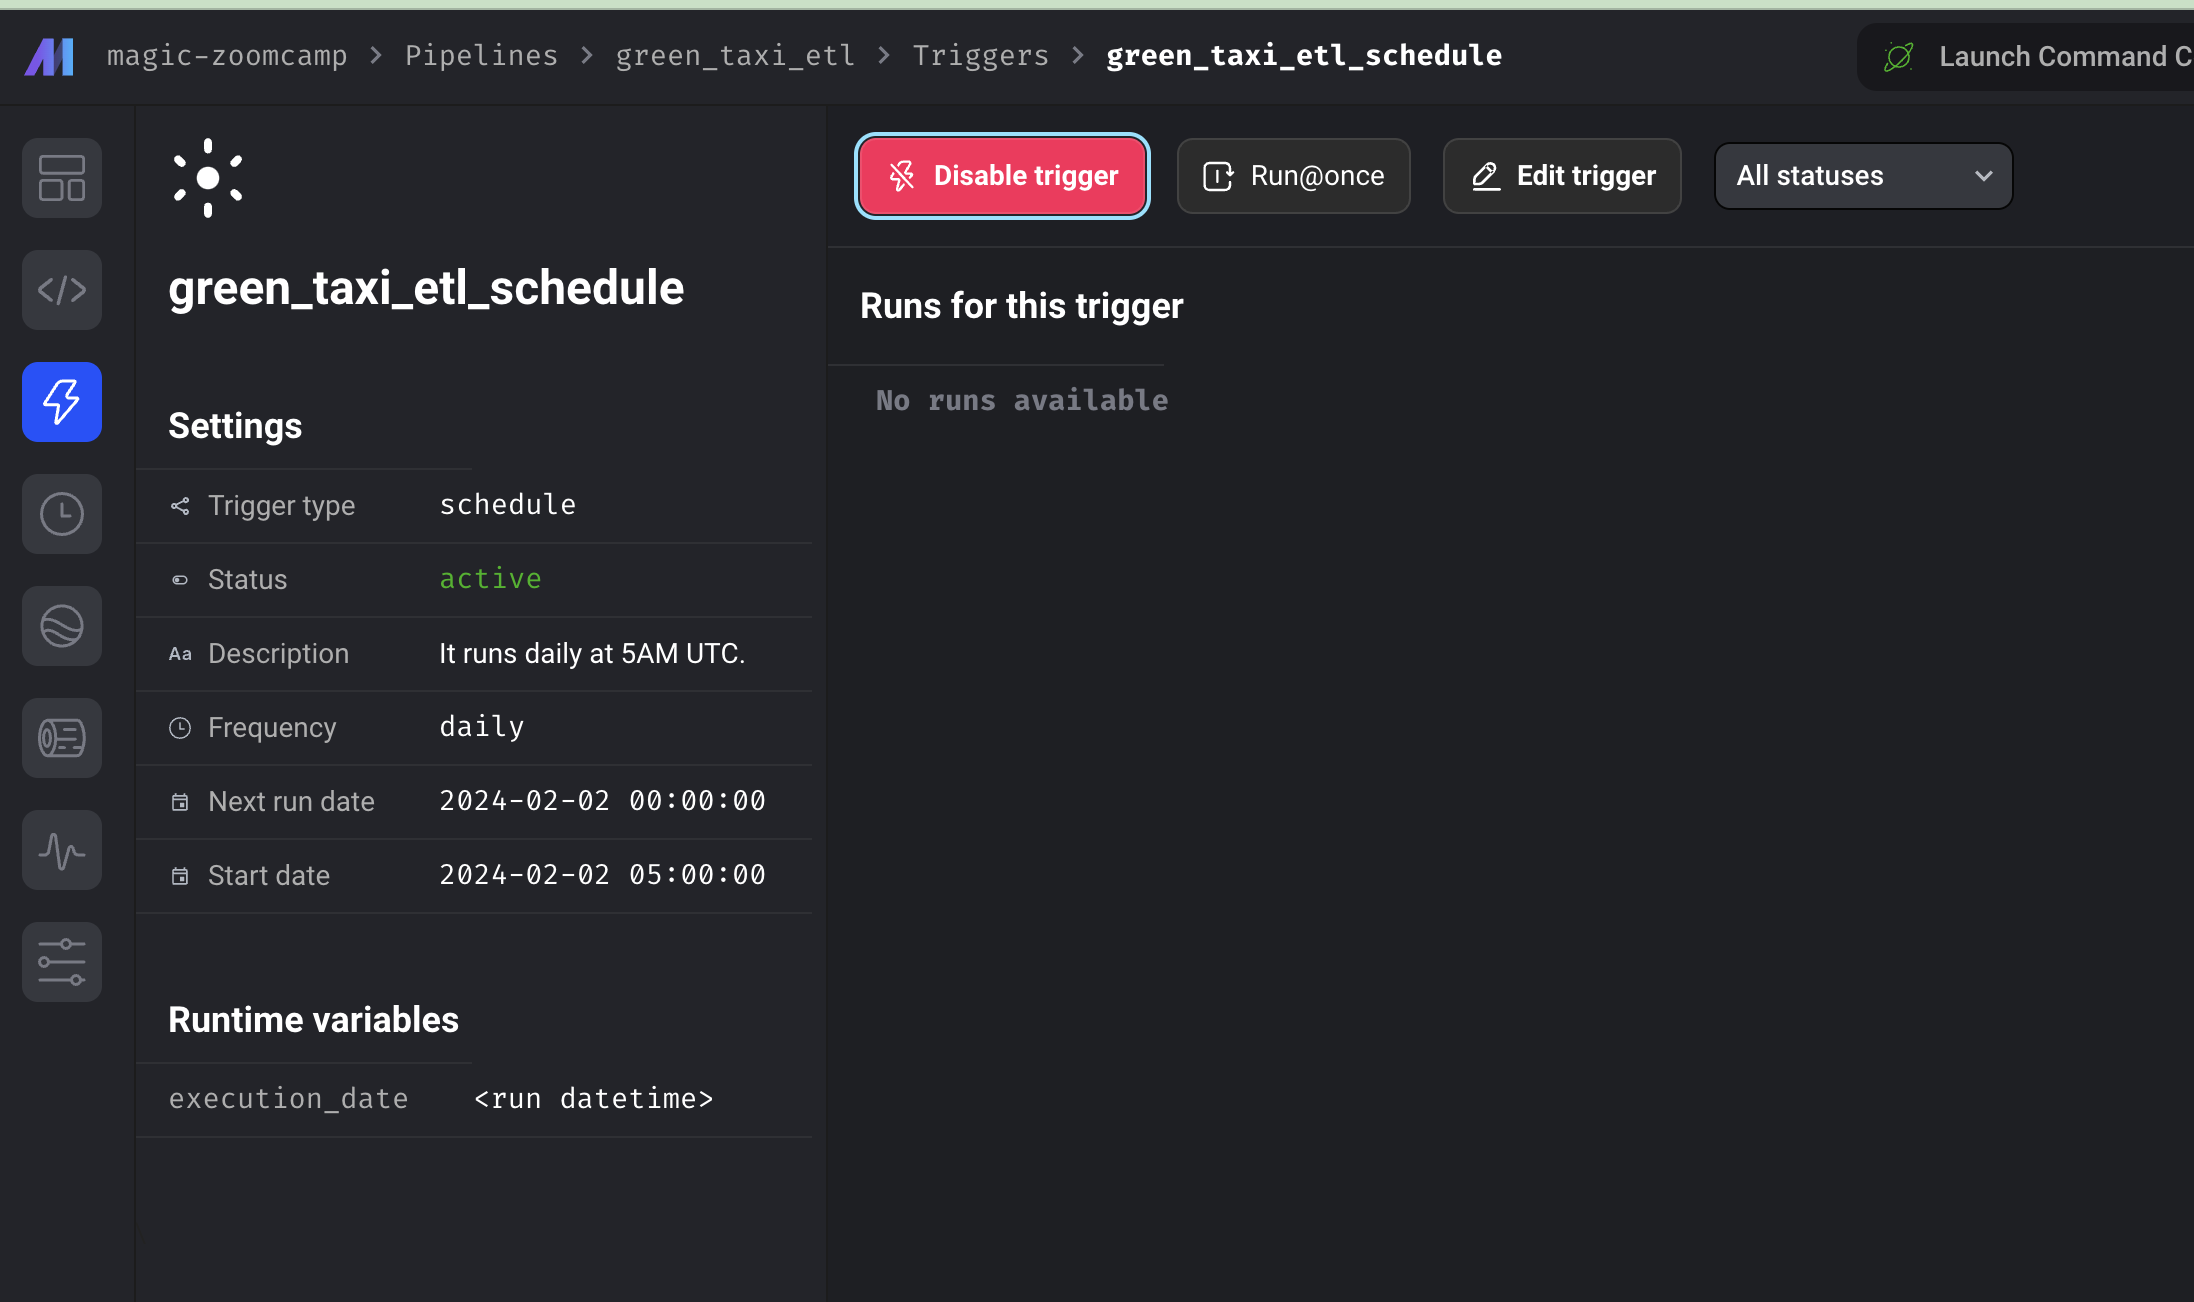 magic-zoomcamp > Pipelines > green_taxi_etl > Triggers > green_taxi_etl_schedule
Launch Command C
Disable trigger
Run@once
Edit trigger
All statuses
green_taxi_etl_schedule
Settings
Trigger type schedule
Status active
Aa Description It runs daily at 5AM UTC.
Frequency daily
Next run date 2024-02-02 00:00:00
Start date 2024-02-02 05:00:00
Runtime variables
execution_date <run datetime>
Runs for this trigger
No runs available